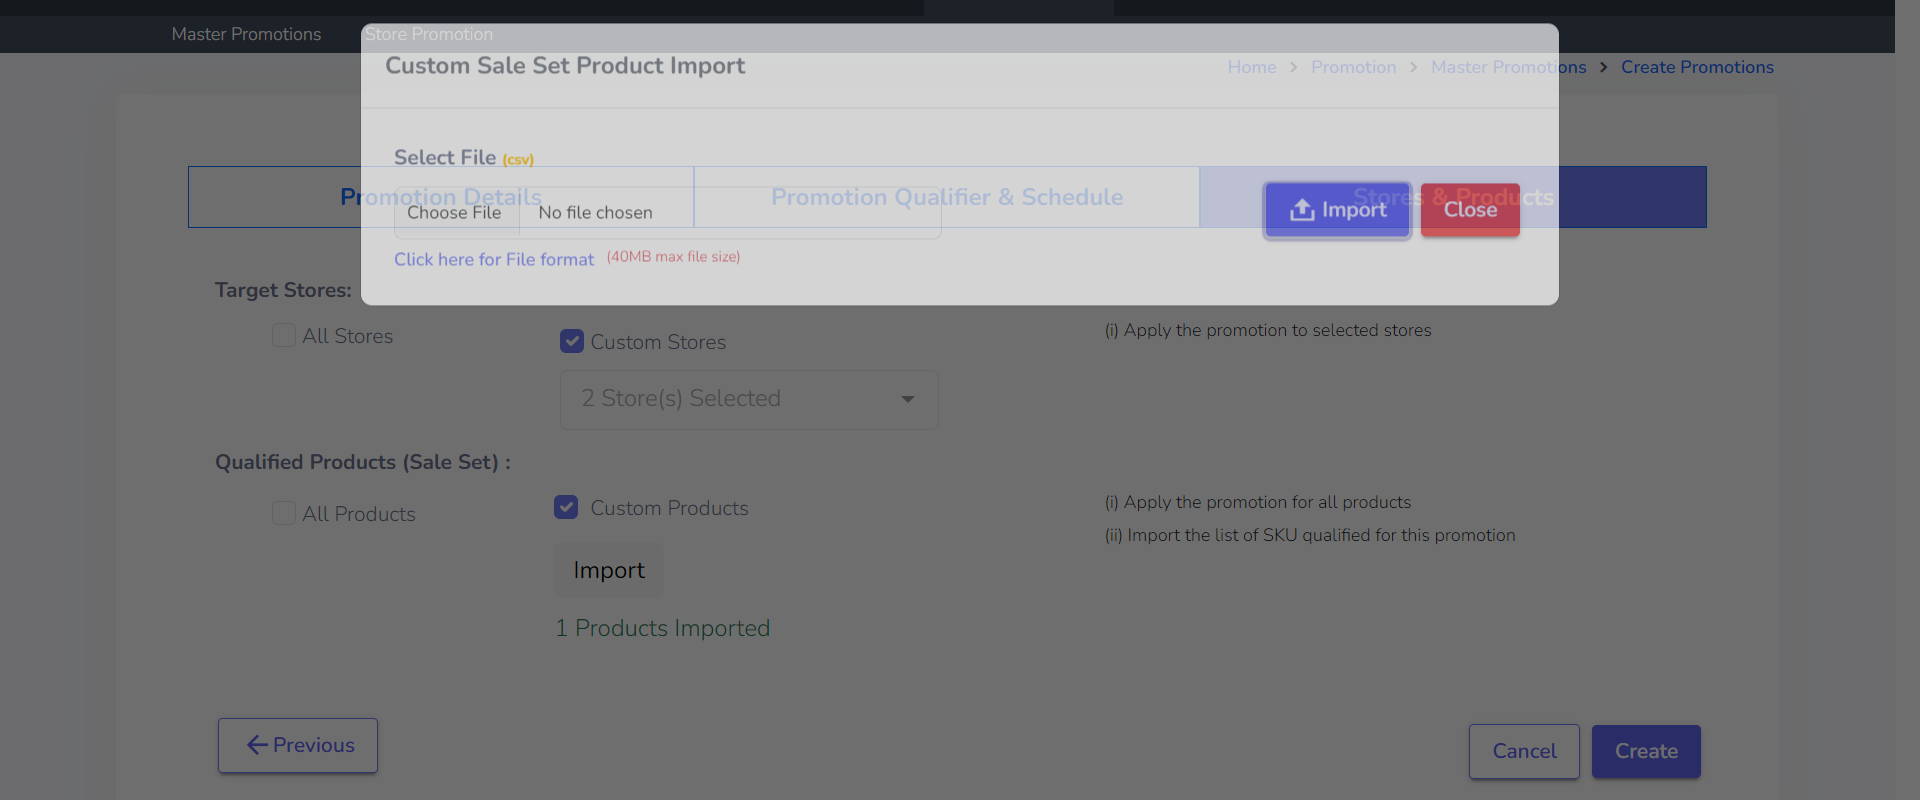 Master Promotions Store Promotion
Custom Sale Set Product Import
Home > Promotion > Master Promotions > Create Promotions
Select File (csv)
Promotion Details Promotion Qualifier & Schedule Stores & Products
Choose File No file chosen
Import Close
Click here for File format (40MB max file size)
Target Stores:
All Stores
Custom Stores
(i) Apply the promotion to selected stores
2 Store(s) Selected
Qualified Products (Sale Set) :
All Products
Custom Products
(i) Apply the promotion for all products
(ii) Import the list of SKU qualified for this promotion
Import
1 Products Imported
Previous
Cancel Create